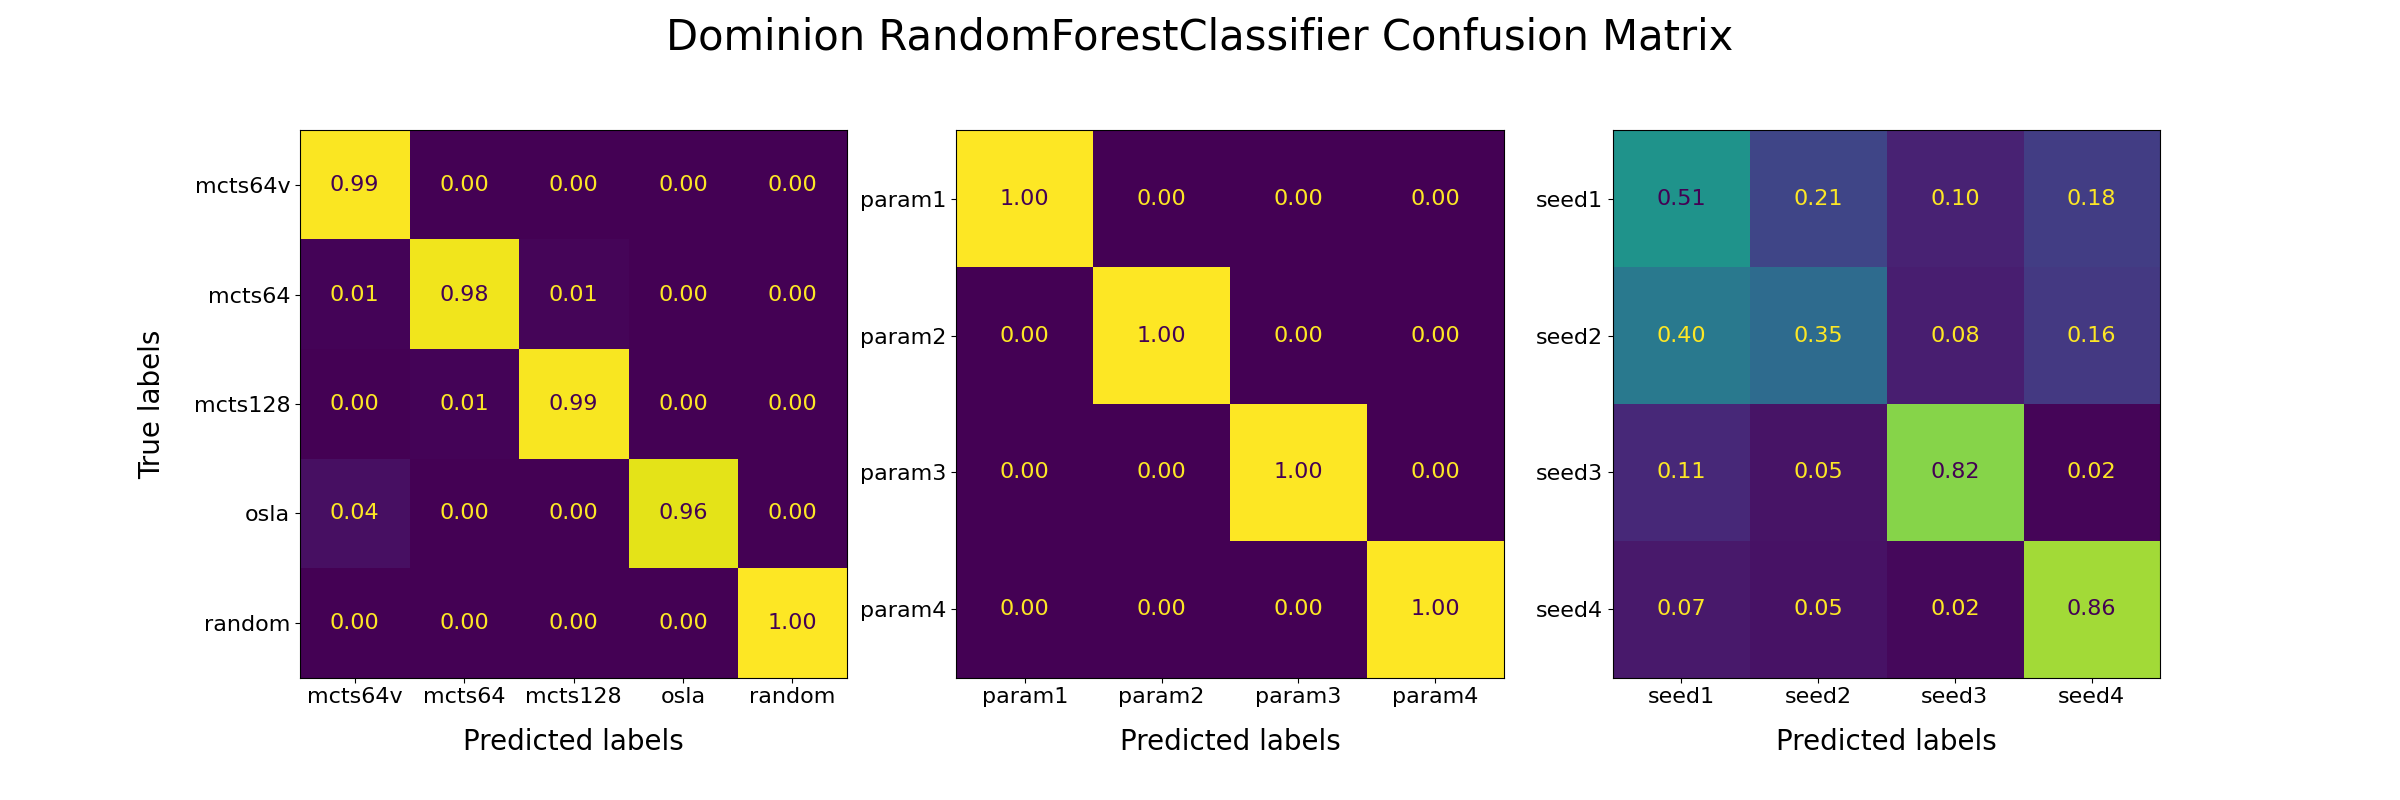 Dominion RandomForestClassifier Confusion Matrix
True labels
mcts64v 0.99 0.00 0.00 0.00 0.00
mcts64 0.01 0.98 0.01 0.00 0.00
mcts128 0.00 0.01 0.99 0.00 0.00
osla 0.04 0.00 0.00 0.96 0.00
random 0.00 0.00 0.00 0.00 1.00
mcts64v mcts64 mcts128 osla random
Predicted labels
param1 1.00 0.00 0.00 0.00
param2 0.00 1.00 0.00 0.00
param3 0.00 0.00 1.00 0.00
param4 0.00 0.00 0.00 1.00
param1 param2 param3 param4
Predicted labels
seed1 0.51 0.21 0.10 0.18
seed2 0.40 0.35 0.08 0.16
seed3 0.11 0.05 0.82 0.02
seed4 0.07 0.05 0.02 0.86
seed1 seed2 seed3 seed4
Predicted labels